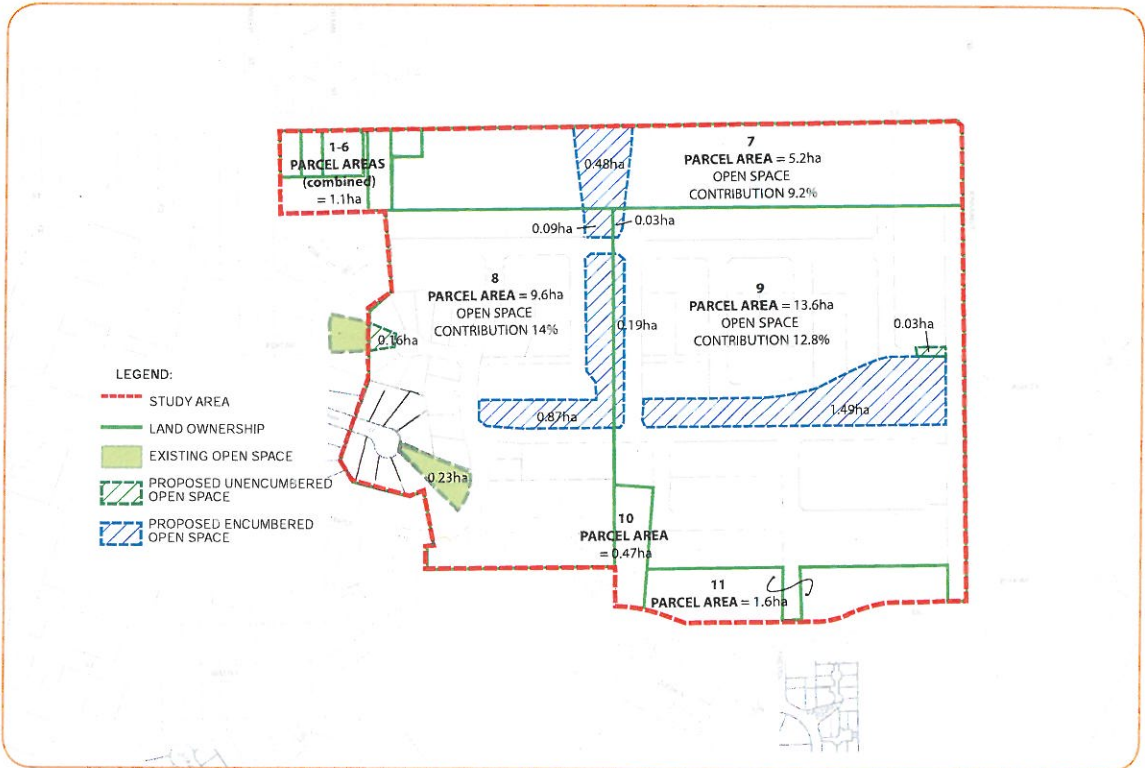 1-6
PARCEL AREAS
(combined)
= 1.1ha
0.48ha
7
PARCEL AREA = 5.2ha
OPEN SPACE
CONTRIBUTION 9.2%
0.09ha
0.03ha
8
PARCEL AREA = 9.6ha
OPEN SPACE
CONTRIBUTION 14%
9
PARCEL AREA = 13.6ha
OPEN SPACE
CONTRIBUTION 12.8%
0.19ha
0.03ha
0.16ha
0.87ha
1.49ha
0.23ha
LEGEND:
STUDY AREA
LAND OWNERSHIP
EXISTING OPEN SPACE
PROPOSED UNENCUMBERED
OPEN SPACE
PROPOSED ENCUMBERED
OPEN SPACE
10
PARCEL AREA
= 0.47ha
11
PARCEL AREA = 1.6ha